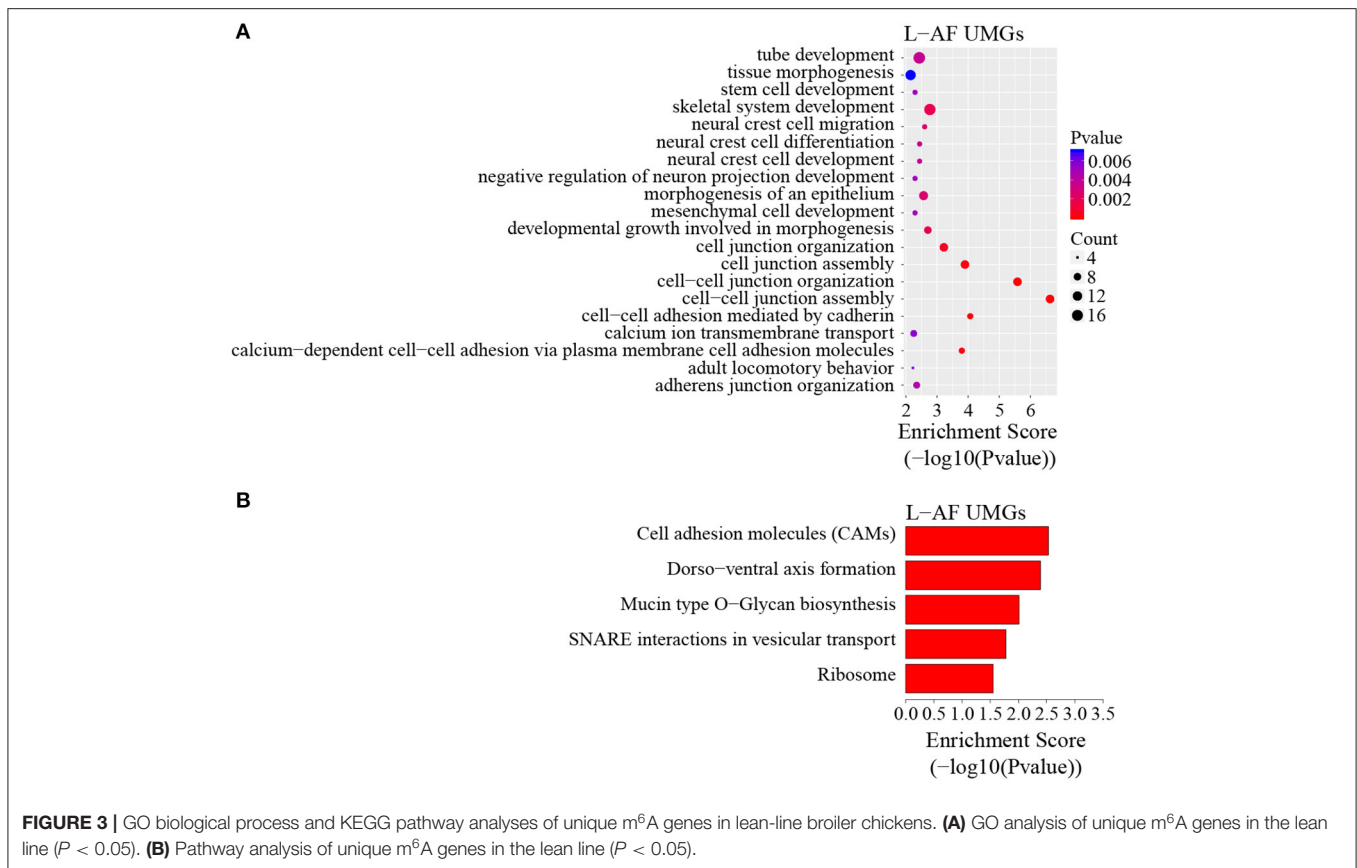 A
L−AF UMGs
tube development
tissue morphogenesis
stem cell development
skeletal system development
neural crest cell migration
neural crest cell differentiation
neural crest cell development
negative regulation of neuron projection development
morphogenesis of an epithelium
mesenchymal cell development
developmental growth involved in morphogenesis
cell junction organization
cell junction assembly
cell−cell junction organization
cell−cell junction assembly
cell−cell adhesion mediated by cadherin
calcium ion transmembrane transport
calcium−dependent cell−cell adhesion via plasma membrane cell adhesion molecules
adult locomotory behavior
adherens junction organization
2 3 4 5 6
Enrichment Score
(−log10(Pvalue))
Pvalue
0.006
0.004
0.002
Count
4
8
12
16
B
L−AF UMGs
Cell adhesion molecules (CAMs)
Dorso−ventral axis formation
Mucin type O−Glycan biosynthesis
SNARE interactions in vesicular transport
Ribosome
0.0 0.5 1.0 1.5 2.0 2.5 3.0 3.5
Enrichment Score
(−log10(Pvalue))
FIGURE 3 | GO biological process and KEGG pathway analyses of unique m⁶A genes in lean-line broiler chickens. (A) GO analysis of unique m⁶A genes in the lean
line (P < 0.05). (B) Pathway analysis of unique m⁶A genes in the lean line (P < 0.05).